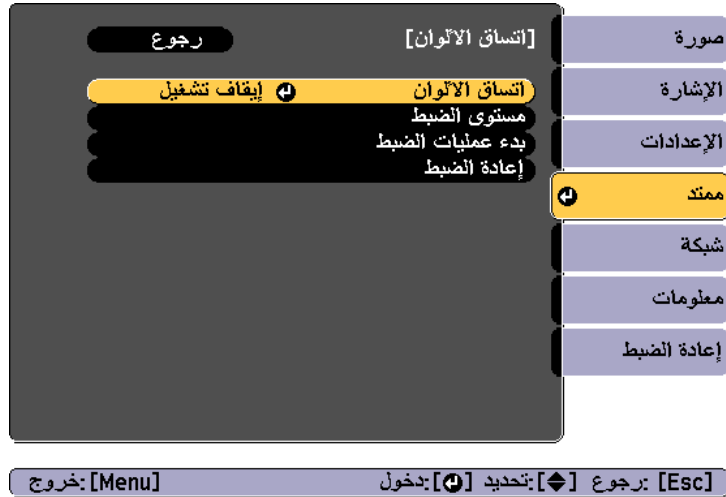 صورة
الإشارة
الإعدادات
ممتد
شبكة
معلومات
إعادة الضبط
[اتساق الألوان] رجوع
اتساق الألوان إيقاف تشغيل
مستوى الضبط
بدء عمليات الضبط
إعادة الضبط
[Esc] :رجوع []:تحديد []:دخول [Menu]:خروج